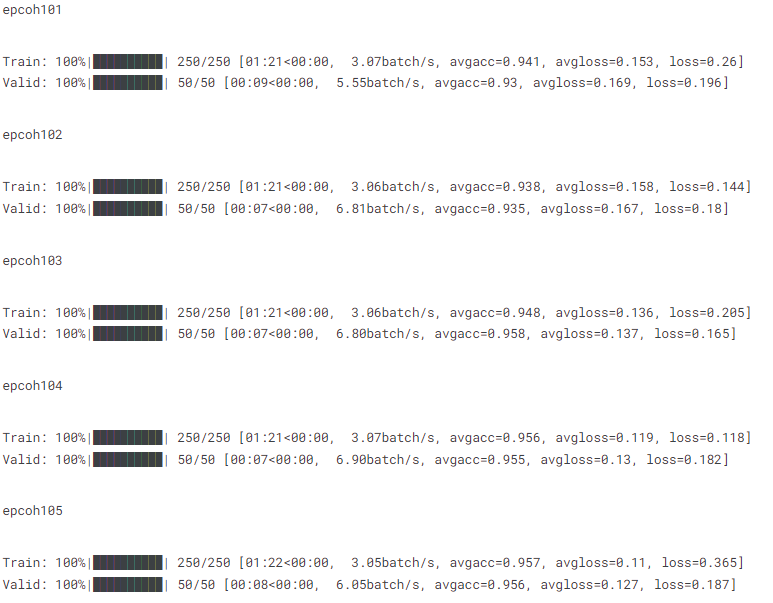 epcoh101
Train: 100%|██████████| 250/250 [01:21<00:00,  3.07batch/s, avgacc=0.941, avgloss=0.153, loss=0.26]
Valid: 100%|██████████| 50/50 [00:09<00:00,  5.55batch/s, avgacc=0.93, avgloss=0.169, loss=0.196]
epcoh102
Train: 100%|██████████| 250/250 [01:21<00:00,  3.06batch/s, avgacc=0.938, avgloss=0.158, loss=0.144]
Valid: 100%|██████████| 50/50 [00:07<00:00,  6.81batch/s, avgacc=0.935, avgloss=0.167, loss=0.18]
epcoh103
Train: 100%|██████████| 250/250 [01:21<00:00,  3.06batch/s, avgacc=0.948, avgloss=0.136, loss=0.205]
Valid: 100%|██████████| 50/50 [00:07<00:00,  6.80batch/s, avgacc=0.958, avgloss=0.137, loss=0.165]
epcoh104
Train: 100%|██████████| 250/250 [01:21<00:00,  3.07batch/s, avgacc=0.956, avgloss=0.119, loss=0.118]
Valid: 100%|██████████| 50/50 [00:07<00:00,  6.90batch/s, avgacc=0.955, avgloss=0.13, loss=0.182]
epcoh105
Train: 100%|██████████| 250/250 [01:22<00:00,  3.05batch/s, avgacc=0.957, avgloss=0.11, loss=0.365]
Valid: 100%|██████████| 50/50 [00:08<00:00,  6.05batch/s, avgacc=0.956, avgloss=0.127, loss=0.187]